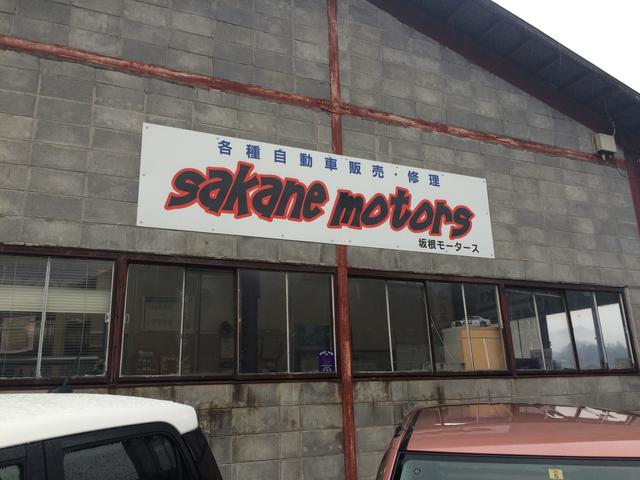 各種自動車販売・修理
sakane motors
坂根モータース